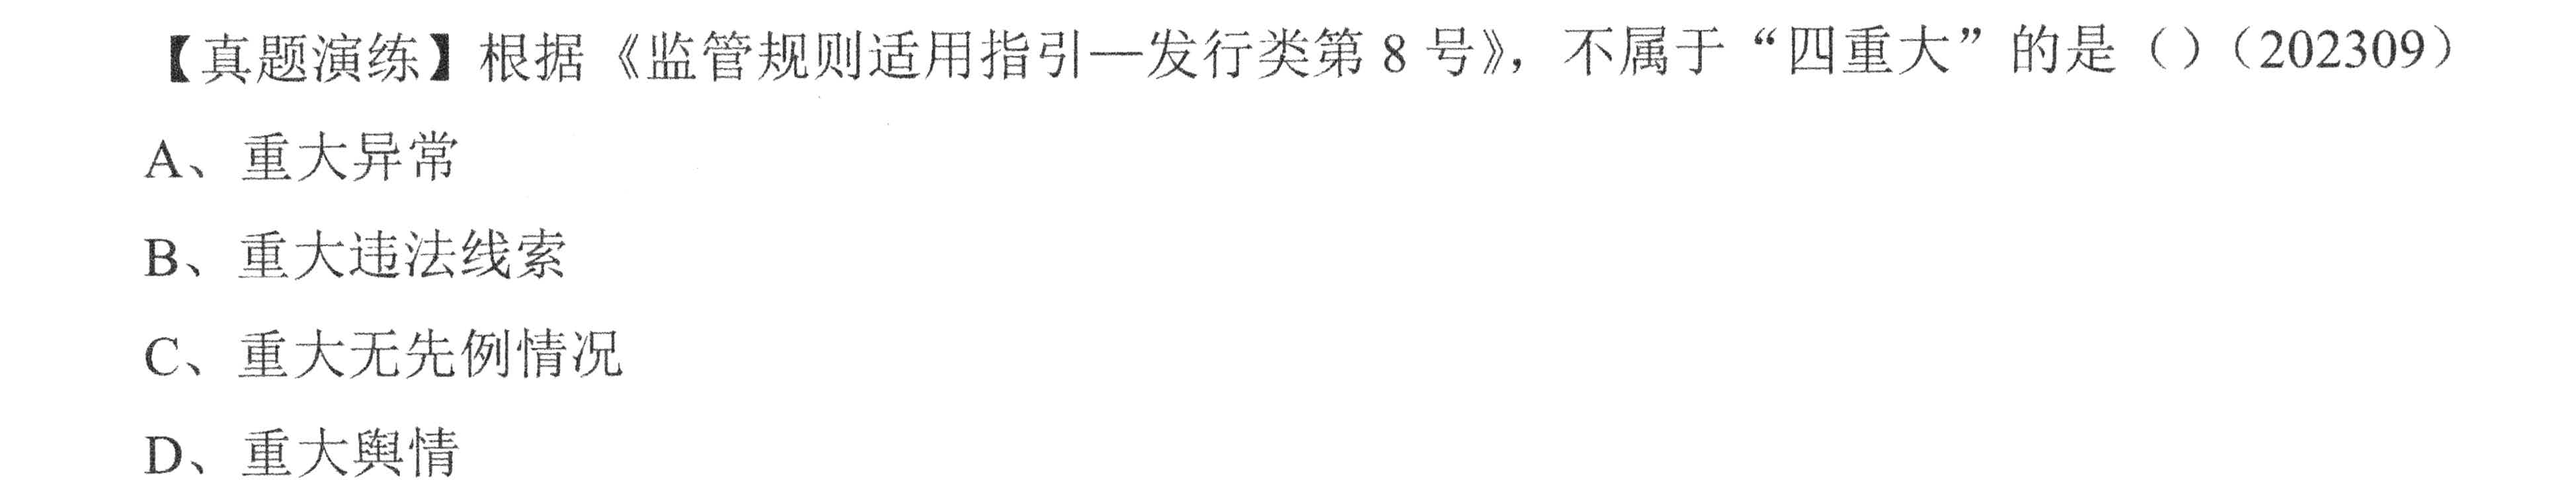 【真题演练】根据《监管规则适用指引—发行类第 8 号》，不属于“四重大”的是（）（202309）
A、重大异常
B、重大违法线索
C、重大无先例情况
D、重大舆情